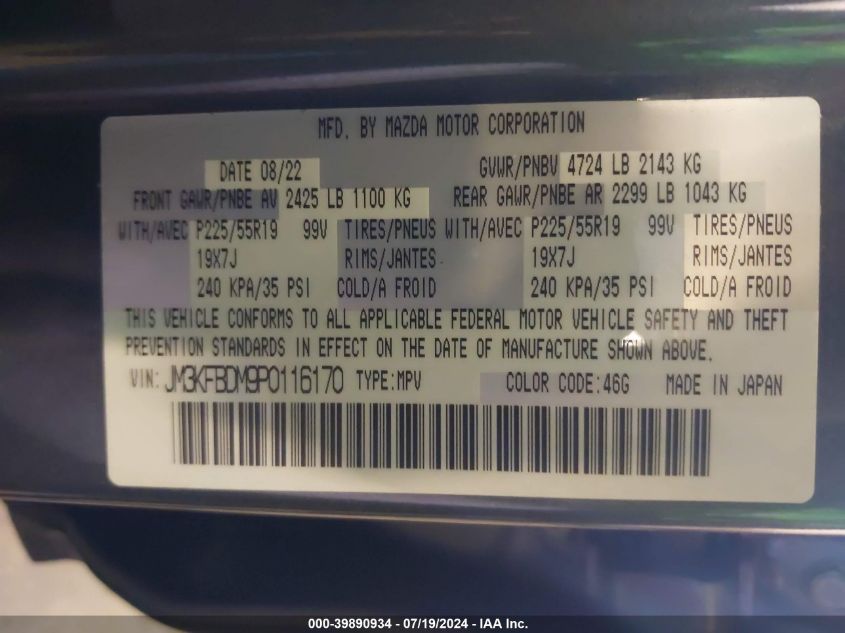 MFD. BY MAZDA MOTOR CORPORATION
DATE 08/22 GVWR/PNBV 4724 LB 2143 KG
FRONT GAWR/PNBE AV 2425 LB 1100 KG REAR GAWR/PNBE AR 2299 LB 1043 KG
WITH/AVEC P225/55R19 99V TIRES/PNEUS WITH/AVEC P225/55R19 99V TIRES/PNEUS
19X7J RIMS/JANTES 19X7J RIMS/JANTES
240 KPA/35 PSI COLD/A FROID 240 KPA/35 PSI COLD/A FROID
THIS VEHICLE CONFORMS TO ALL APPLICABLE FEDERAL MOTOR VEHICLE SAFETY AND THEFT
PREVENTION STANDARDS IN EFFECT ON THE DATE OF MANUFACTURE SHOWN ABOVE.
VIN: JM3KFBDM9P0116170 TYPE:MPV COLOR CODE:46G MADE IN JAPAN
000-39890934 - 07/19/2024 - IAA Inc.